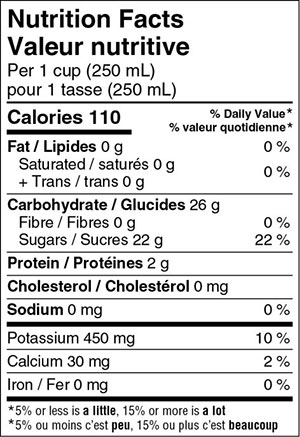 Nutrition Facts
Valeur nutritive
Per 1 cup (250 mL)
pour 1 tasse (250 mL)
Calories 110 % Daily Value*
% valeur quotidienne*
Fat / Lipides 0 g 0 %
Saturated / saturés 0 g
+ Trans / trans 0 g 0 %
Carbohydrate / Glucides 26 g
Fibre / Fibres 0 g 0 %
Sugars / Sucres 22 g 22 %
Protein / Protéines 2 g
Cholesterol / Cholestérol 0 mg
Sodium 0 mg 0 %
Potassium 450 mg 10 %
Calcium 30 mg 2 %
Iron / Fer 0 mg 0 %
*5% or less is a little, 15% or more is a lot
*5% ou moins c'est peu, 15% ou plus c'est beaucoup